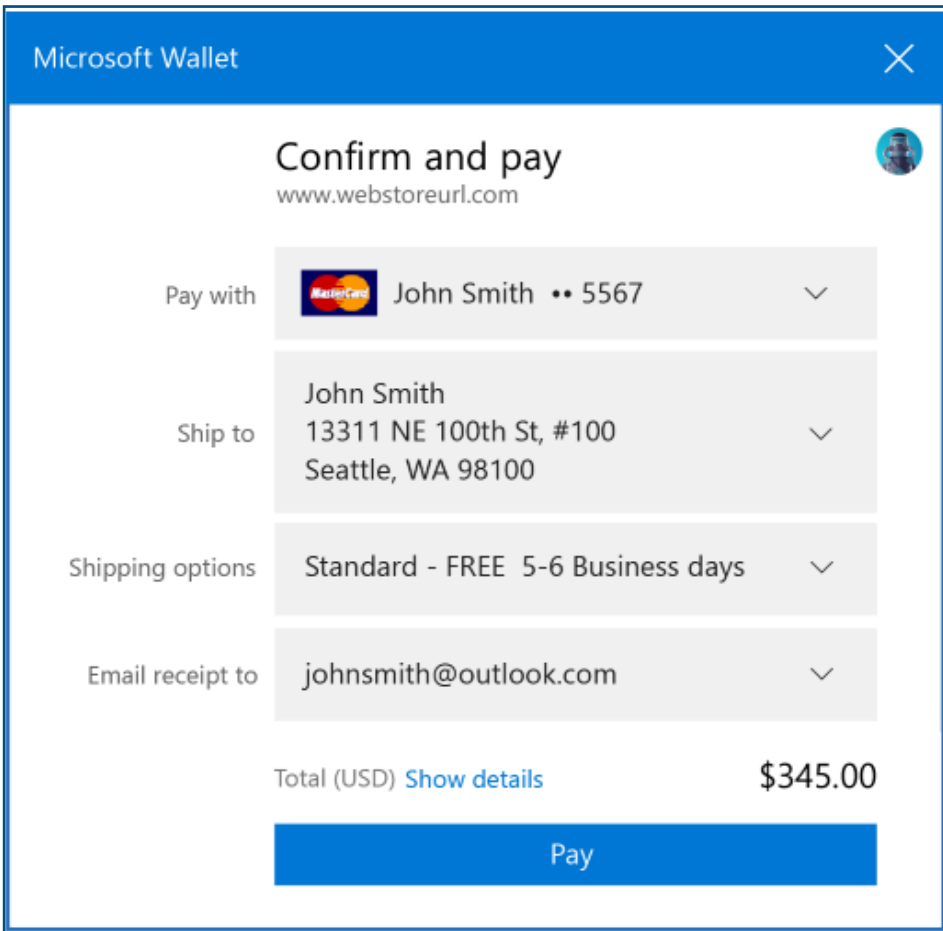 Microsoft Wallet
Confirm and pay
www.webstoreurl.com
Pay with
MasterCard John Smith •• 5567
Ship to
John Smith
13311 NE 100th St, #100
Seattle, WA 98100
Shipping options
Standard - FREE 5-6 Business days
Email receipt to
johnsmith@outlook.com
Total (USD) Show details $345.00
Pay